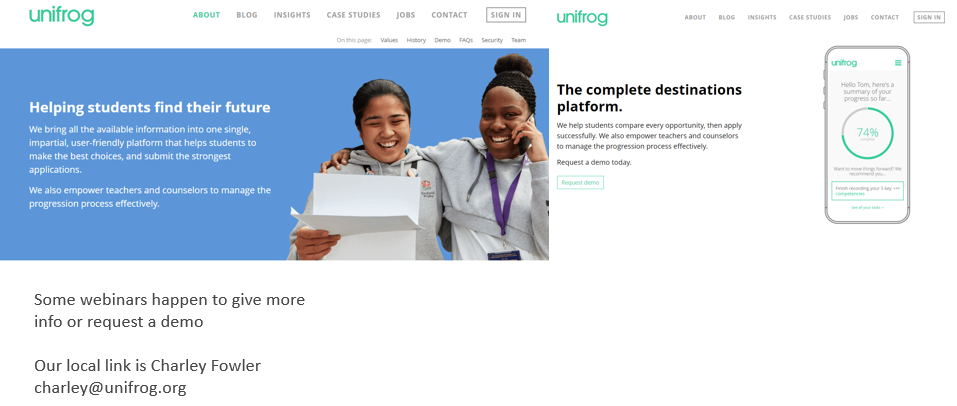 unifrog
ABOUT BLOG INSIGHTS CASE STUDIES JOBS CONTACT SIGN IN
On this page: Values History Demo FAQs Security Team
Helping students find their future
We bring all the available information into one single,
impartial, user-friendly platform that helps students to
make the best choices, and submit the strongest
applications.
We also empower teachers and counselors to manage the
progression process effectively.
unifrog
ABOUT BLOG INSIGHTS CASE STUDIES JOBS CONTACT SIGN IN
The complete destinations
platform.
We help students compare every opportunity, then apply
successfully. We also empower teachers and counselors
to manage the progression process effectively.
Request a demo today.
Request demo
unifrog
Hello Tom, here's a
summary of your
progress so far...
74%
complete
Want to move things forward? We
recommend you...
Finish recording your 3 key
competencies
Some webinars happen to give more
info or request a demo
Our local link is Charley Fowler
charley@unifrog.org